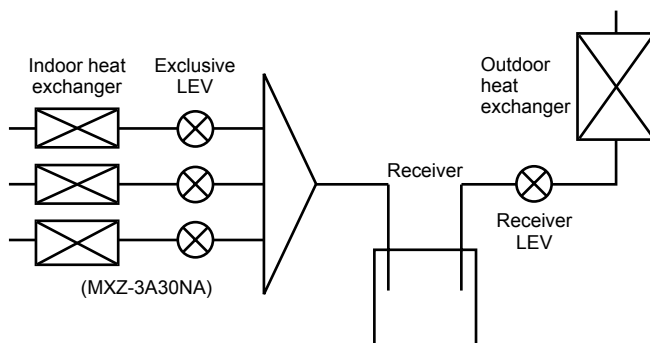 Indoor heat
exchanger
Exclusive
LEV
Outdoor
heat
exchanger
Receiver
Receiver
LEV
(MXZ-3A30NA)